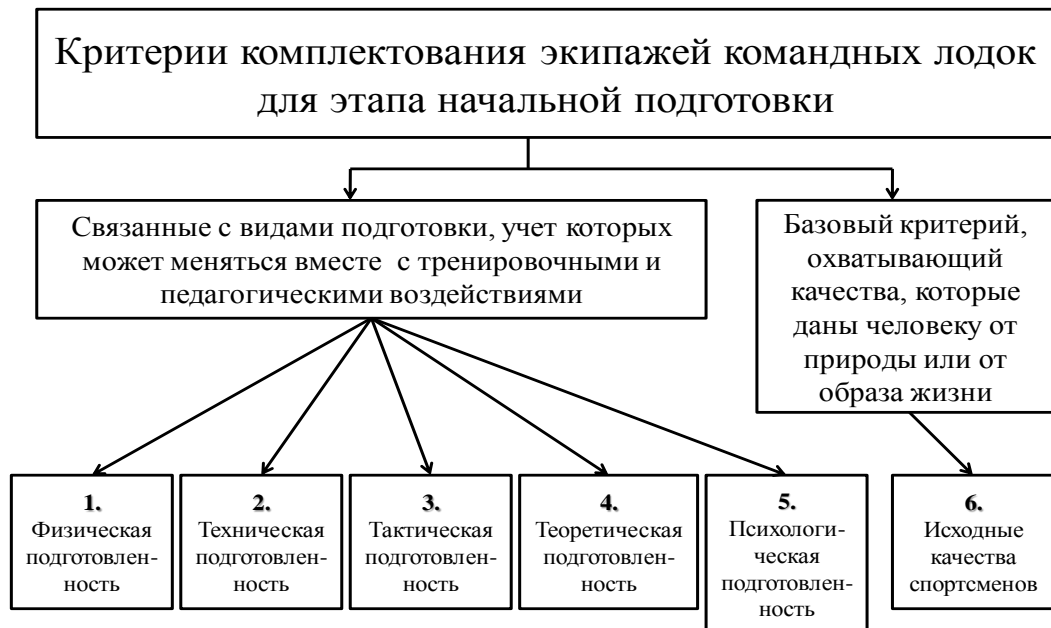 Критерии комплектования экипажей командных лодок
для этапа начальной подготовки
Связанные с видами подготовки, учет которых
может меняться вместе с тренировочными и
педагогическими воздействиями
Базовый критерий,
охватывающий
качества, которые
даны человеку от
природы или от
образа жизни
1.
Физическая
подготовлен-
ность
2.
Техническая
подготовлен-
ность
3.
Тактическая
подготовлен-
ность
4.
Теоретическая
подготовлен-
ность
5.
Психологи-
ческая
подготовлен-
ность
6.
Исходные
качества
спортсменов